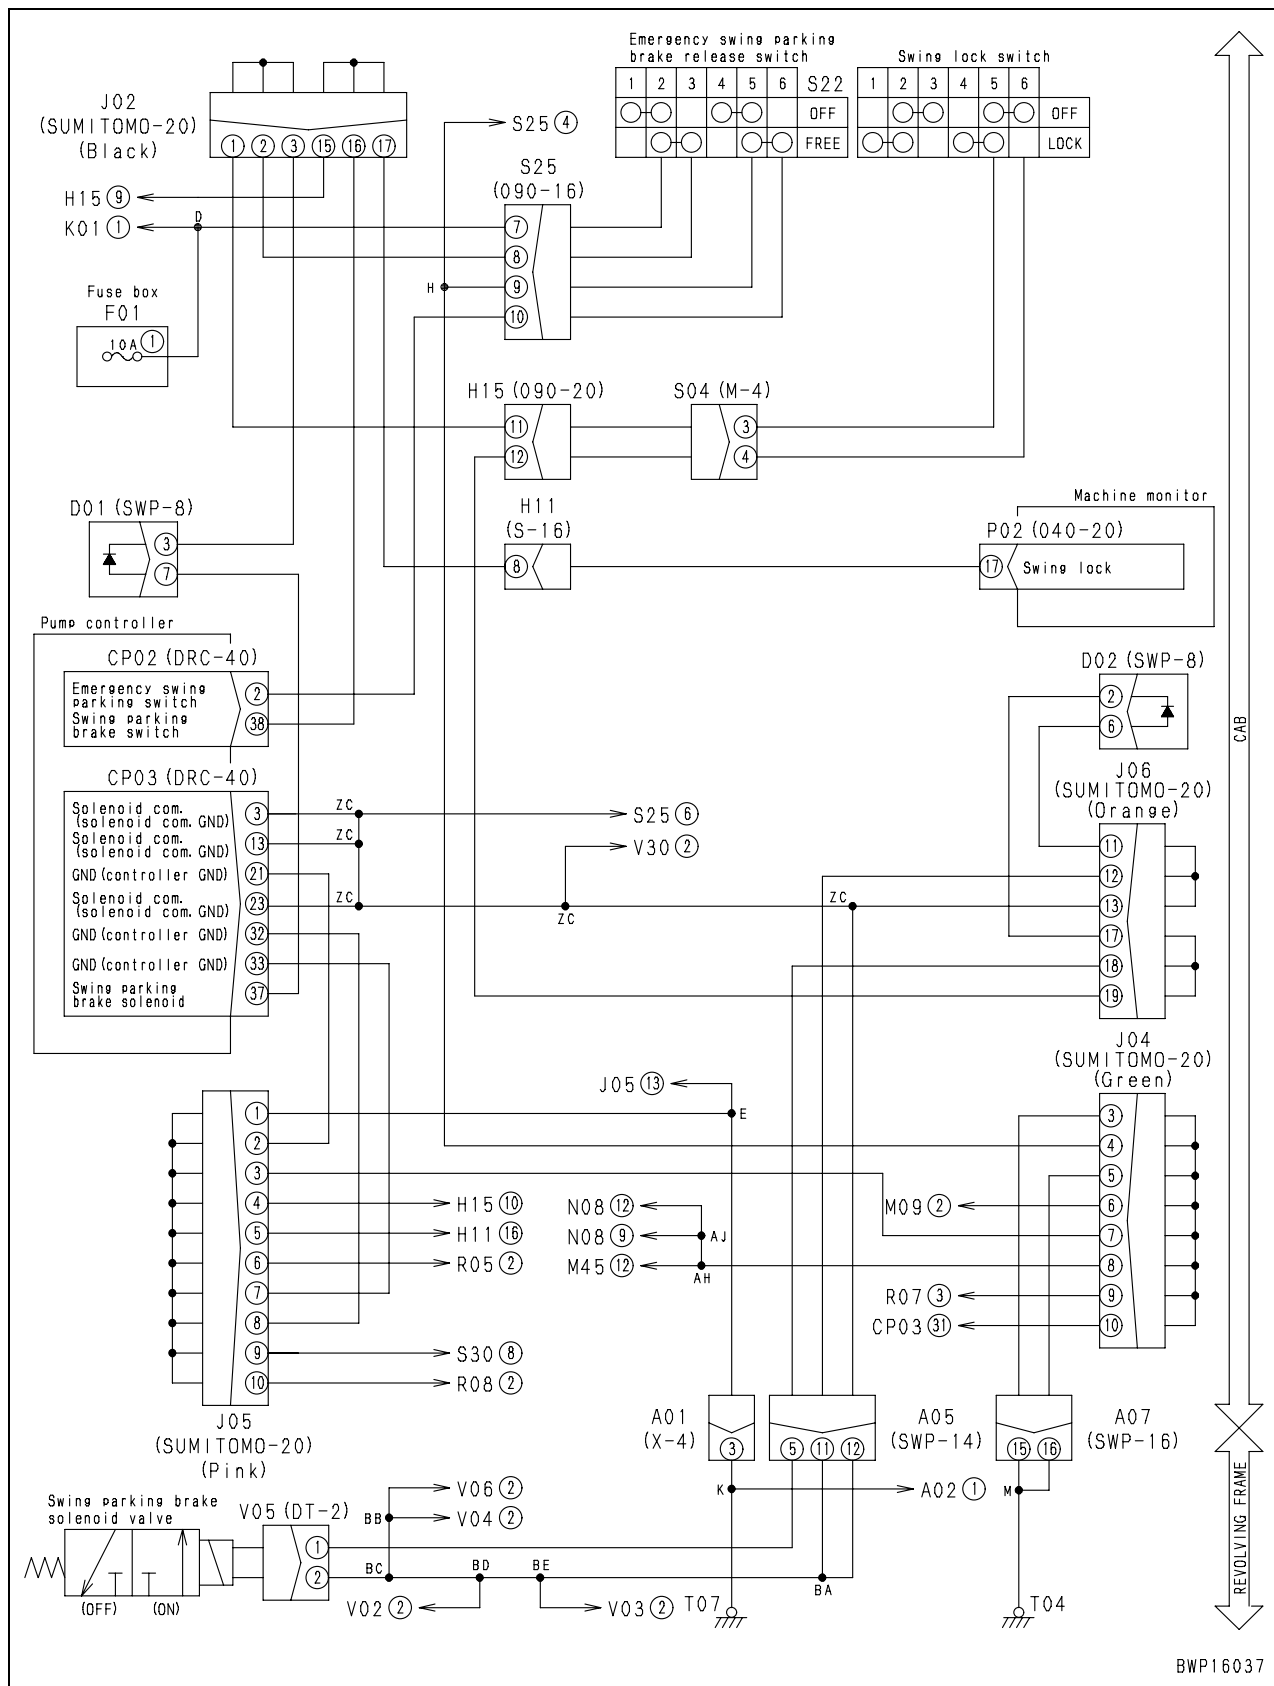 Emergency swing parking
brake release switch
1 2 3 4 5 6 S22
OFF
FREE
Swing lock switch
1 2 3 4 5 6
OFF
LOCK
J02
(SUMITOMO-20)
(Black)
1 2 3 15 16 17
S25 4
S25
(090-16)
7
8
9
10
H15 9
K01 1
D
H
Fuse box
F01
10A 1
H15 (090-20)
11
12
S04 (M-4)
3
4
D01 (SWP-8)
3
7
H11
(S-16)
8
Machine monitor
P02 (040-20)
17 Swing lock
Pump controller
CP02 (DRC-40)
Emergency swing
parking switch
2
Swing parking
brake switch
38
D02 (SWP-8)
2
6
CAB
CP03 (DRC-40)
Solenoid com.
(solenoid com. GND)
3
ZC
Solenoid com.
(solenoid com. GND)
13
ZC
GND (controller GND)
21
Solenoid com.
(solenoid com. GND)
23
ZC
GND (controller GND)
32
GND (controller GND)
33
Swing parking
brake solenoid
37
S25 6
V30 2
ZC
ZC
J06
(SUMITOMO-20)
(Orange)
11
12
13
17
18
19
J04
(SUMITOMO-20)
(Green)
3
4
5
6
7
8
9
10
J05 13
E
1
2
3
4
5
6
7
8
9
10
H15 10
H11 16
R05 2
S30 8
R08 2
N08 12
N08 9
M45 12
AJ
AH
M09 2
R07 3
CP03 31
J05
(SUMITOMO-20)
(Pink)
A01
(X-4)
3
5 11 12
A05
(SWP-14)
15 16
A07
(SWP-16)
K
A02 1
M
Swing parking brake
solenoid valve
(OFF) (ON)
V05 (DT-2)
1
2
V06 2
V04 2
BB
BC
BD
BE
BA
V02 2
V03 2
T07
T04
REVOLVING FRAME
BWP16037